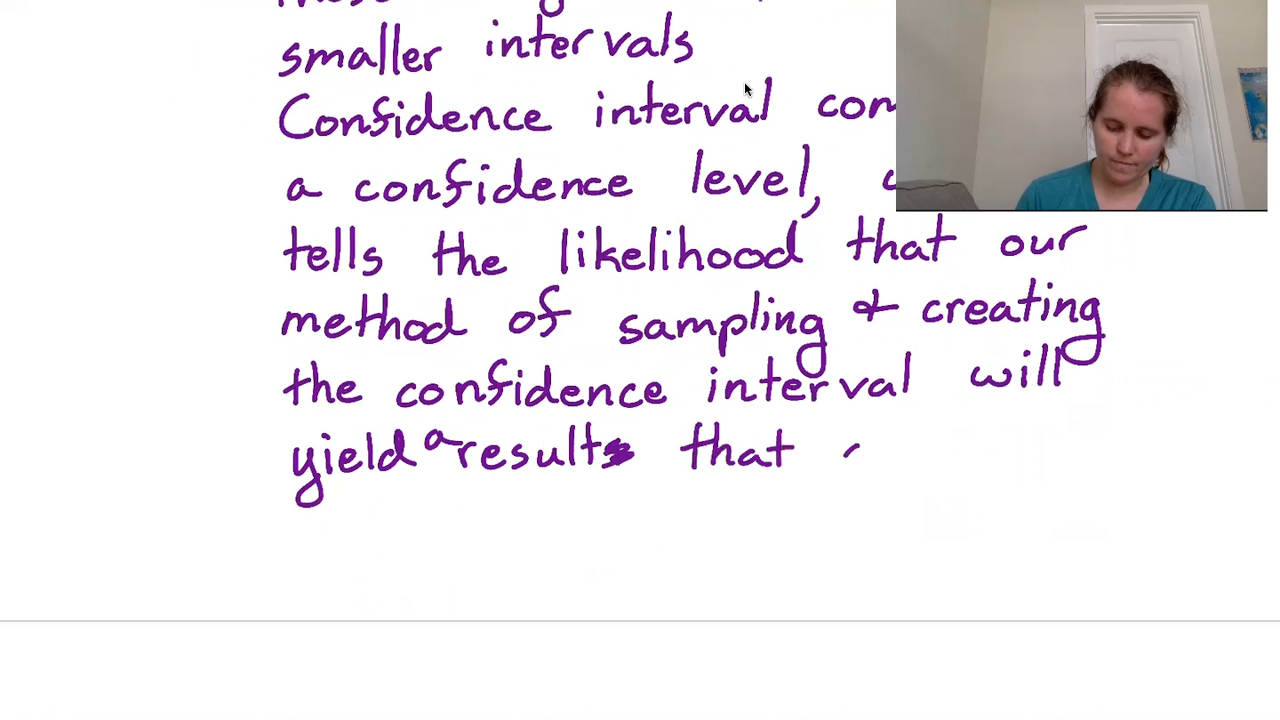 smaller intervals
Confidence interval
a confidence level,
tells the likelihood that our
method of sampling & creating
the confidence interval will
yield a result that